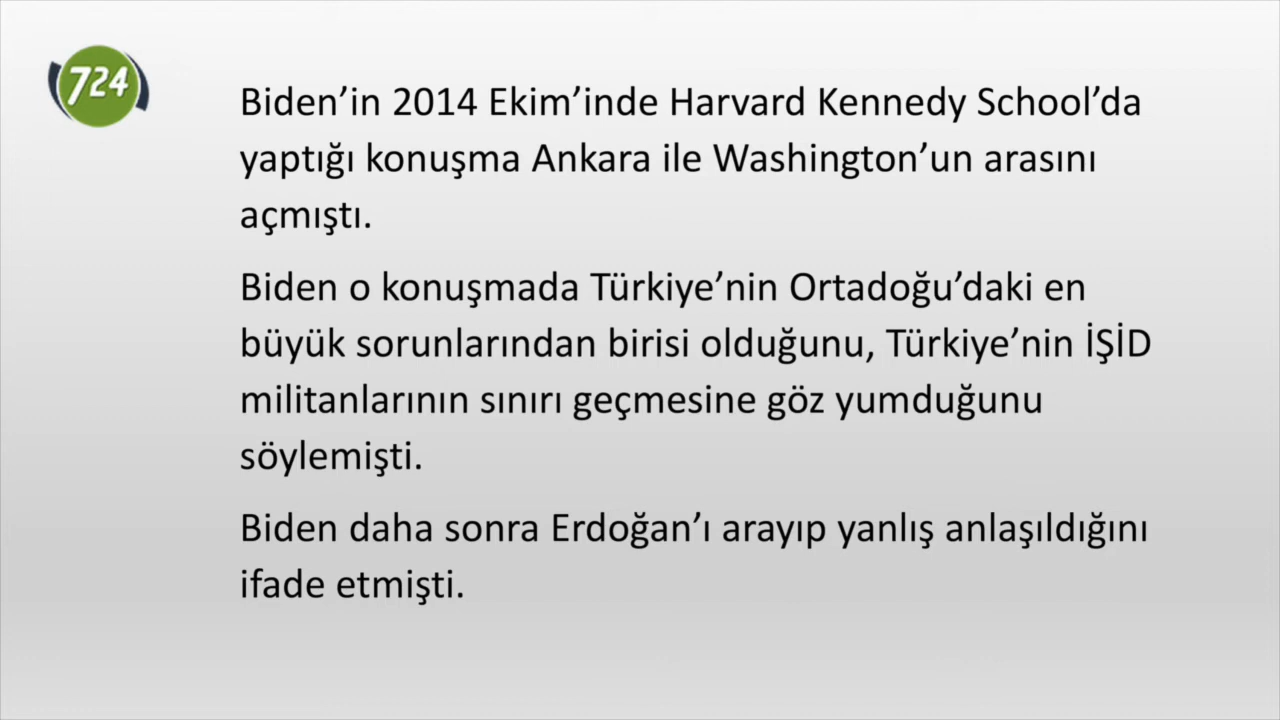 724
Biden’in 2014 Ekim’inde Harvard Kennedy School’da
yaptığı konuşma Ankara ile Washington’un arasını
açmıştı.
Biden o konuşmada Türkiye’nin Ortadoğu’daki en
büyük sorunlarından birisi olduğunu, Türkiye’nin İŞİD
militanlarının sınırı geçmesine göz yumduğunu
söylemişti.
Biden daha sonra Erdoğan’ı arayıp yanlış anlaşıldığını
ifade etmişti.